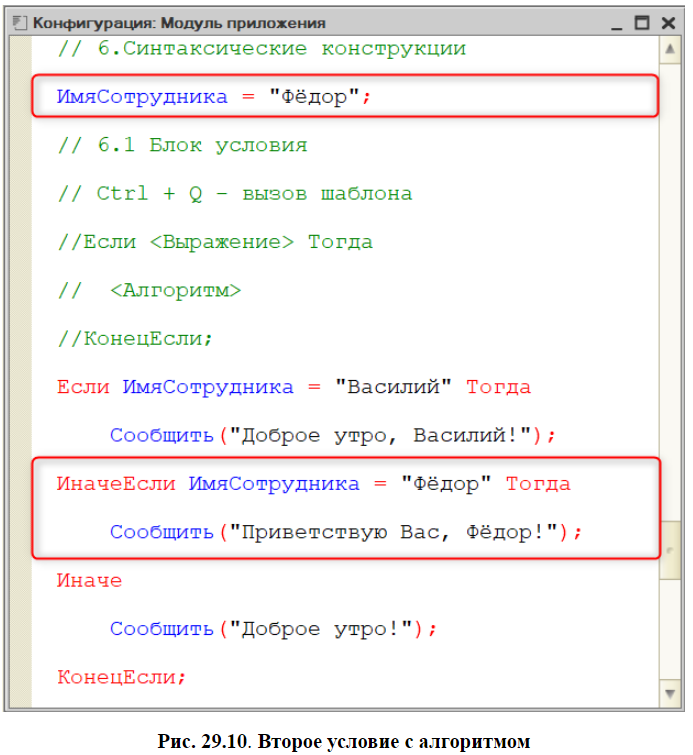 Конфигурация: Модуль приложения
// 6.Синтаксические конструкции
ИмяСотрудника = "Фёдор";
// 6.1 Блок условия
// Ctrl + Q - вызов шаблона
//Если <Выражение> Тогда
//  <Алгоритм>
//КонецЕсли;
Если ИмяСотрудника = "Василий" Тогда
    Сообщить("Доброе утро, Василий!");
ИначеЕсли ИмяСотрудника = "Фёдор" Тогда
    Сообщить("Приветствую Вас, Фёдор!");
Иначе
    Сообщить("Доброе утро!");
КонецЕсли;
Рис. 29.10. Второе условие с алгоритмом